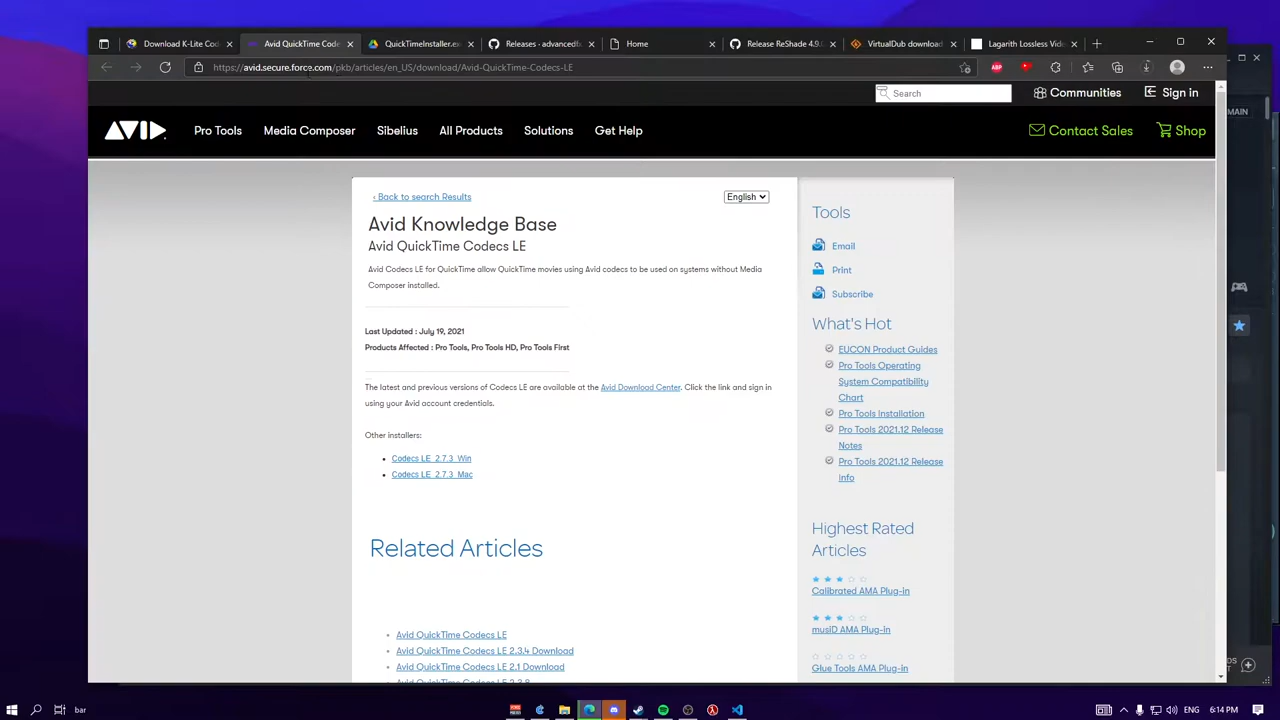 Download K-Lite Cod
Avid QuickTime Code
QuickTimeInstaller.ex
Releases - advancedf
Home
Release ReShade 4.9.
VirtualDub download
Lagarith Lossless Vide
https://avid.secure.force.com/pkb/articles/en_US/download/Avid-QuickTime-Codecs-LE
ABP
Search
Communities
Sign in
AVID
Pro Tools
Media Composer
Sibelius
All Products
Solutions
Get Help
Contact Sales
Shop
MAIN
‹ Back to search Results
English
Avid Knowledge Base
Avid QuickTime Codecs LE
Avid Codecs LE for QuickTime allow QuickTime movies using Avid codecs to be used on systems without Media
Composer installed.
Last Updated : July 19, 2021
Products Affected : Pro Tools, Pro Tools HD, Pro Tools First
The latest and previous versions of Codecs LE are available at the Avid Download Center. Click the link and sign in
using your Avid account credentials.
Other installers:
Codecs LE 2.7.3 Win
Codecs LE 2.7.3 Mac
Related Articles
Avid QuickTime Codecs LE
Avid QuickTime Codecs LE 2.3.4 Download
Avid QuickTime Codecs LE 2.1 Download
Tools
Email
Print
Subscribe
What's Hot
EUCON Product Guides
Pro Tools Operating
System Compatibility
Chart
Pro Tools Installation
Pro Tools 2021.12 Release
Notes
Pro Tools 2021.12 Release
Info
Highest Rated
Articles
Calibrated AMA Plug-in
musID AMA Plug-in
Glue Tools AMA Plug-in
bar
6:14 PM